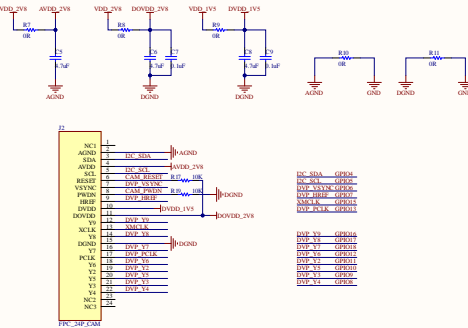 VDD_2V8 AVDD_2V8 VDD_2V8 DOVDD_2V8 VDD_1V5 DVDD_1V5
R7 R8 R9
0R 0R 0R
C5 C6 C7 C8 C9 R10 R11
4.7uF 4.7uF 0.1uF 4.7uF 0.1uF 0R 0R
AGND DGND DGND AGND GND DGND GND
J2
NC1 1
AGND 2 AGND
SDA 3 I2C_SDA
AVDD 4 AVDD_2V8
SCL 5 I2C_SCL
RESET 6 CAM_RESET R17 10K
VSYNC 7 DVP_VSYNC
PWDN 8 CAM_PWDN 10K DGND
HREF 9 DVP_HREF
DVDD 10 DVDD_1V5
DOVDD 11 DOVDD_2V8
Y9 12 DVP_Y9
XCLK 13 XMCLK
Y8 14 DVP_Y8
DGND 15 DGND
Y7 16 DVP_Y7
PCLK 17 DVP_PCLK
Y6 18 DVP_Y6
Y2 19 DVP_Y2
Y5 20 DVP_Y5
Y3 21 DVP_Y3
Y4 22 DVP_Y4
NC2 23
NC3 24
FPC_24P_CAM
I2C_SDA GPIO4
I2C_SCL GPIO5
DVP_VSYNC GPIO6
DVP_HREF GPIO7
XMCLK GPIO15
DVP_PCLK GPIO13
DVP_Y9 GPIO16
DVP_Y8 GPIO17
DVP_Y7 GPIO18
DVP_Y6 GPIO12
DVP_Y2 GPIO11
DVP_Y5 GPIO10
DVP_Y3 GPIO9
DVP_Y4 GPIO8